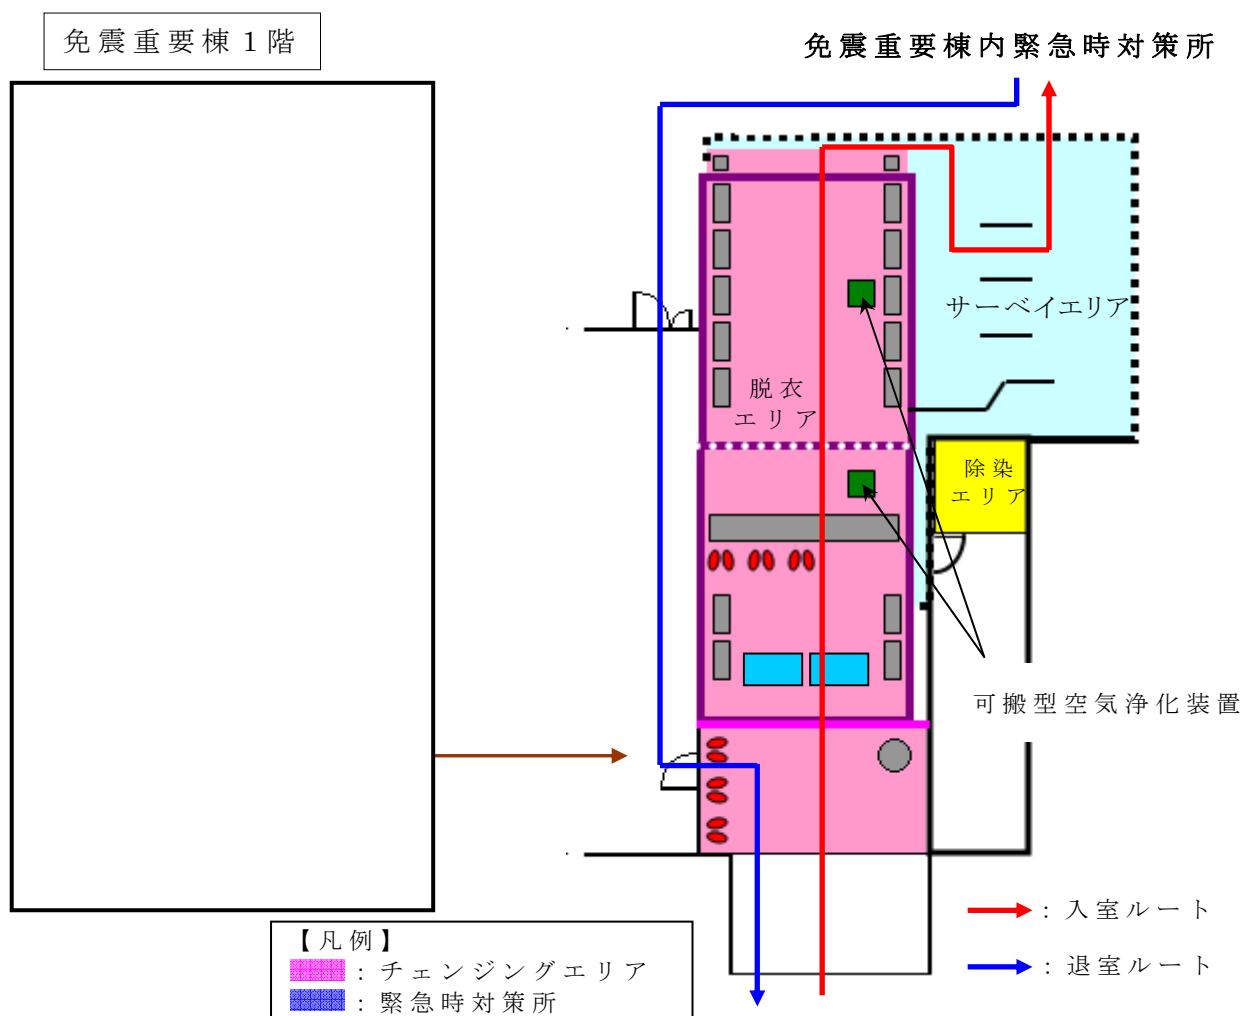 免震重要棟1階
免震重要棟内緊急時対策所
サーベイエリア
脱衣
エリア
除染
エリア
可搬型空気浄化装置
：入室ルート
：退室ルート
【凡例】
：チェンジングエリア
：緊急時対策所